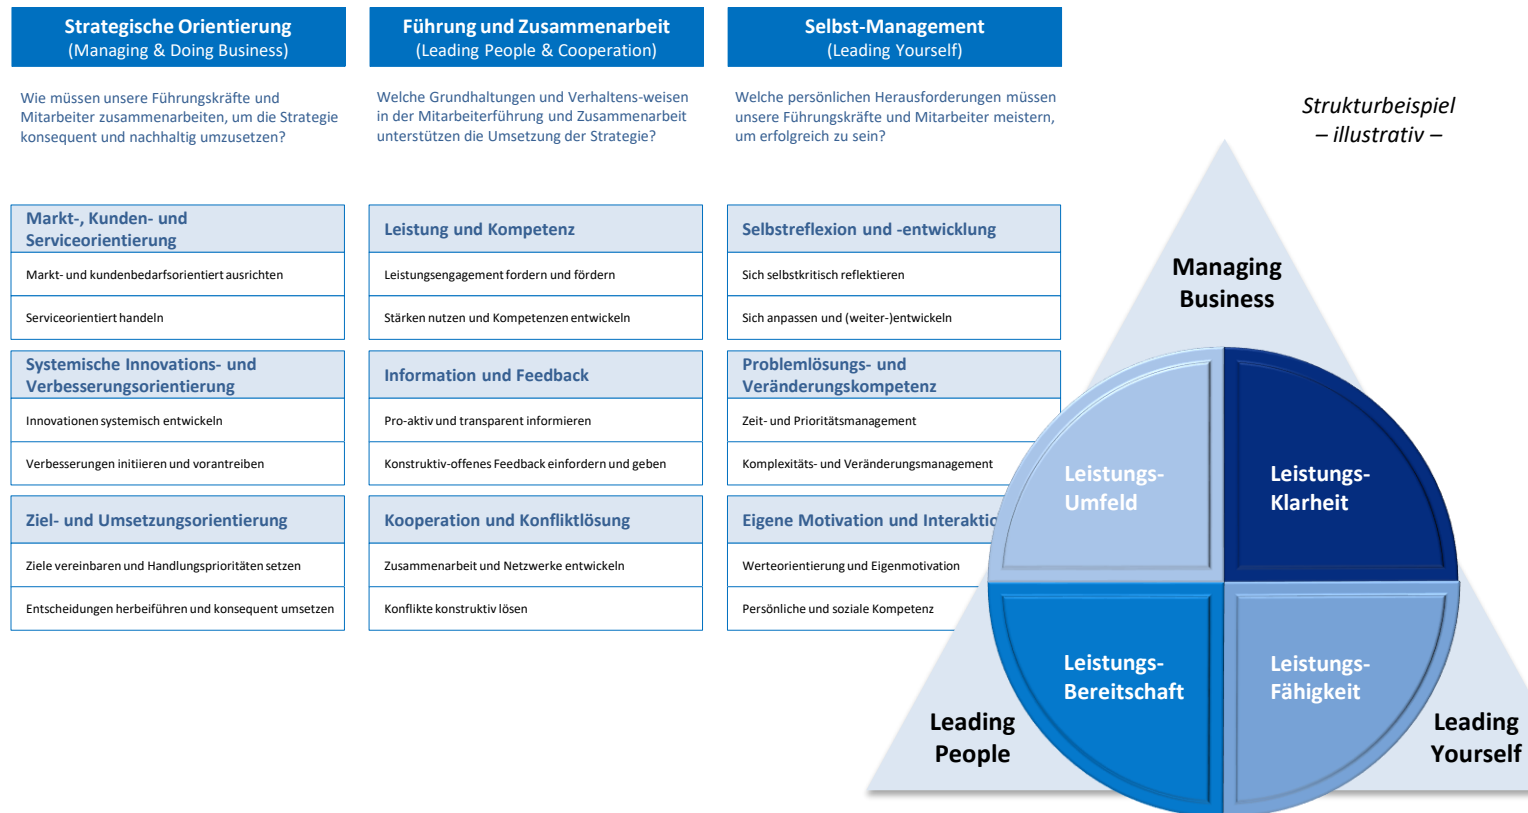 Strategische Orientierung
(Managing & Doing Business)
Wie müssen unsere Führungskräfte und
Mitarbeiter zusammenarbeiten, um die Strategie
konsequent und nachhaltig umzusetzen?
Markt-, Kunden- und
Serviceorientierung
Markt- und kundenbedarfsorientiert ausrichten
Serviceorientiert handeln
Systemische Innovations- und
Verbesserungsorientierung
Innovationen systemisch entwickeln
Verbesserungen initiieren und vorantreiben
Ziel- und Umsetzungsorientierung
Ziele vereinbaren und Handlungsprioritäten setzen
Entscheidungen herbeiführen und konsequent umsetzen
Führung und Zusammenarbeit
(Leading People & Cooperation)
Welche Grundhaltungen und Verhaltens-weisen
in der Mitarbeiterführung und Zusammenarbeit
unterstützen die Umsetzung der Strategie?
Leistung und Kompetenz
Leistungsengagement fordern und fördern
Stärken nutzen und Kompetenzen entwickeln
Information und Feedback
Pro-aktiv und transparent informieren
Konstruktiv-offenes Feedback einfordern und geben
Kooperation und Konfliktlösung
Zusammenarbeit und Netzwerke entwickeln
Konflikte konstruktiv lösen
Selbst-Management
(Leading Yourself)
Welche persönlichen Herausforderungen müssen
unsere Führungskräfte und Mitarbeiter meistern,
um erfolgreich zu sein?
Selbstreflexion und -entwicklung
Sich selbstkritisch reflektieren
Sich anpassen und (weiter-)entwickeln
Problemlösungs- und
Veränderungskompetenz
Zeit- und Prioritätsmanagement
Komplexitäts- und Veränderungsmanagement
Eigene Motivation und Interaktio
Werteorientierung und Eigenmotivation
Persönliche und soziale Kompetenz
Strukturbeispiel
– illustrativ –
Managing
Business
Leistungs-
Umfeld
Leistungs-
Klarheit
Leistungs-
Bereitschaft
Leistungs-
Fähigkeit
Leading
People
Leading
Yourself